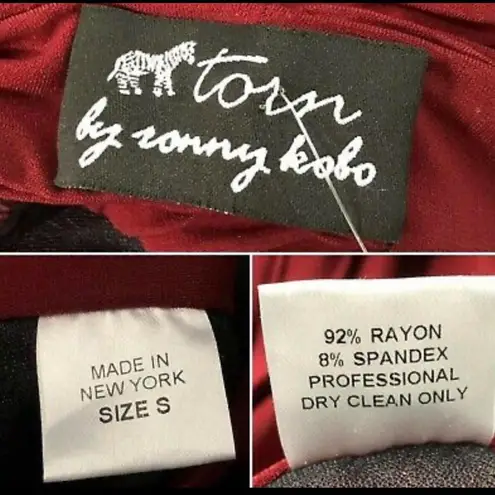 torn
by ronny kobo
MADE IN
NEW YORK
SIZE S
92% RAYON
8% SPANDEX
PROFESSIONAL
DRY CLEAN ONLY